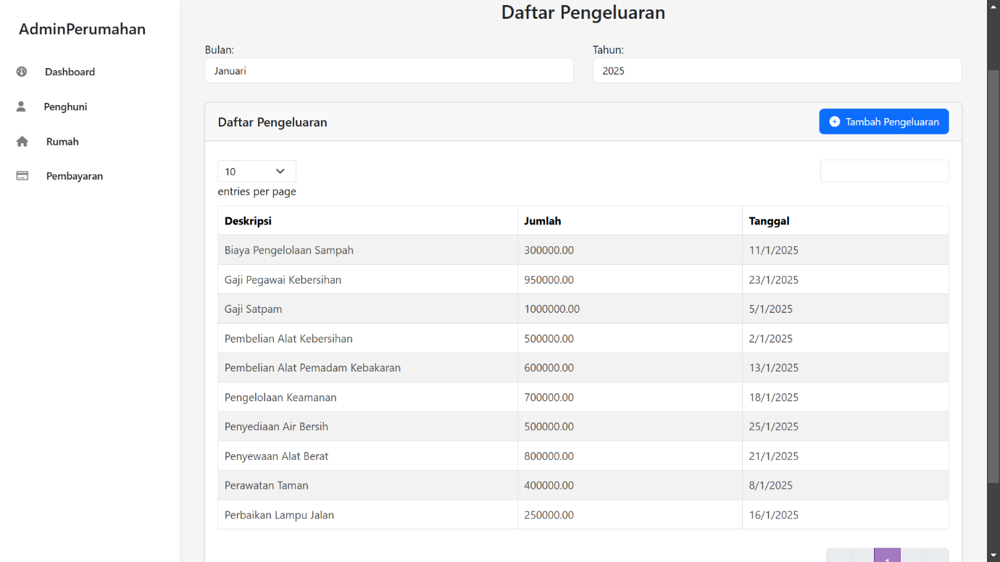 AdminPerumahan
Dashboard
Penghuni
Rumah
Pembayaran
Daftar Pengeluaran
Bulan:
Januari
Tahun:
2025
Daftar Pengeluaran
Tambah Pengeluaran
10
entries per page
Deskripsi Jumlah Tanggal
Biaya Pengelolaan Sampah 300000.00 11/1/2025
Gaji Pegawai Kebersihan 950000.00 23/1/2025
Gaji Satpam 1000000.00 5/1/2025
Pembelian Alat Kebersihan 500000.00 2/1/2025
Pembelian Alat Pemadam Kebakaran 600000.00 13/1/2025
Pengelolaan Keamanan 700000.00 18/1/2025
Penyediaan Air Bersih 500000.00 25/1/2025
Penyewaan Alat Berat 800000.00 21/1/2025
Perawatan Taman 400000.00 8/1/2025
Perbaikan Lampu Jalan 250000.00 16/1/2025
1